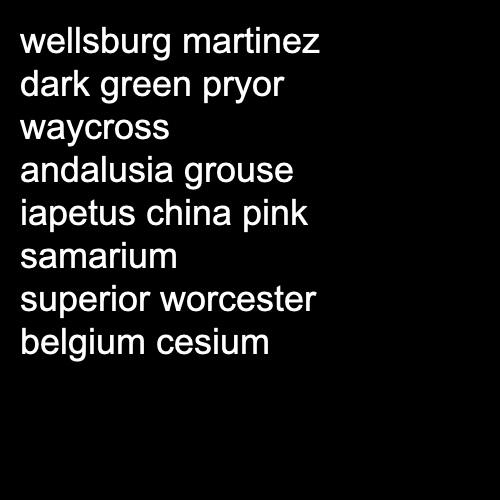 wellsburg martinez
dark green pryor
waycross
andalusia grouse
iapetus china pink
samarium
superior worcester
belgium cesium